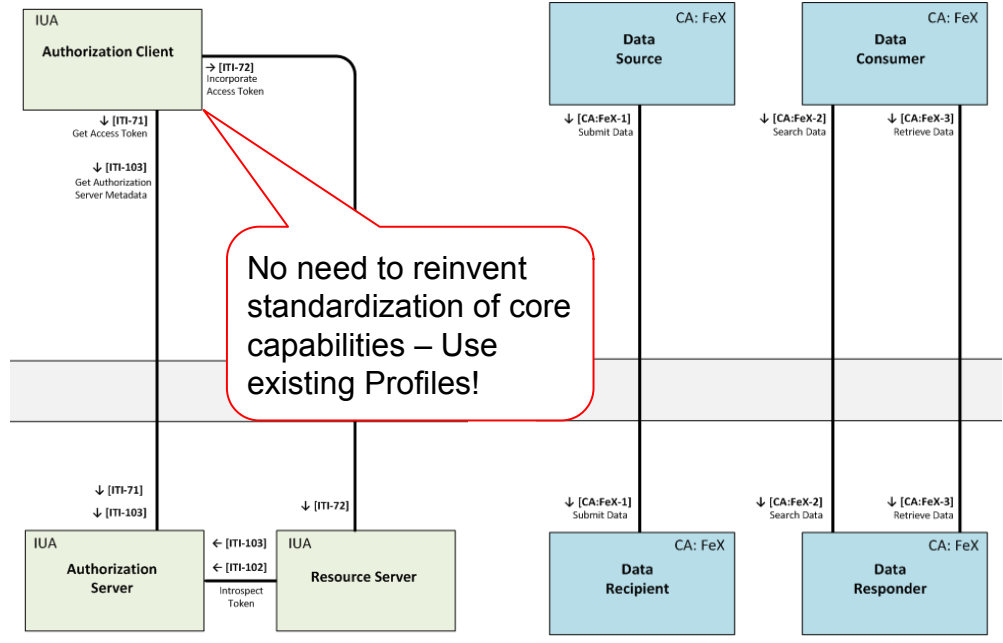 IUA
Authorization Client
→ [ITI-72]
Incorporate
Access Token
↓ [ITI-71]
Get Access Token
↓ [ITI-103]
Get Authorization
Server Metadata
CA: FeX
Data
Source
CA: FeX
Data
Consumer
↓ [CA:FeX-1]
Submit Data
↓ [CA:FeX-2]
Search Data
↓ [CA:FeX-3]
Retrieve Data
No need to reinvent
standardization of core
capabilities – Use
existing Profiles!
↓ [ITI-71]
↓ [ITI-103]
↓ [ITI-72]
↓ [CA:FeX-1]
Submit Data
↓ [CA:FeX-2]
Search Data
↓ [CA:FeX-3]
Retrieve Data
IUA
Authorization
Server
← [ITI-103]
← [ITI-102]
Introspect
Token
IUA
Resource Server
CA: FeX
Data
Recipient
CA: FeX
Data
Responder